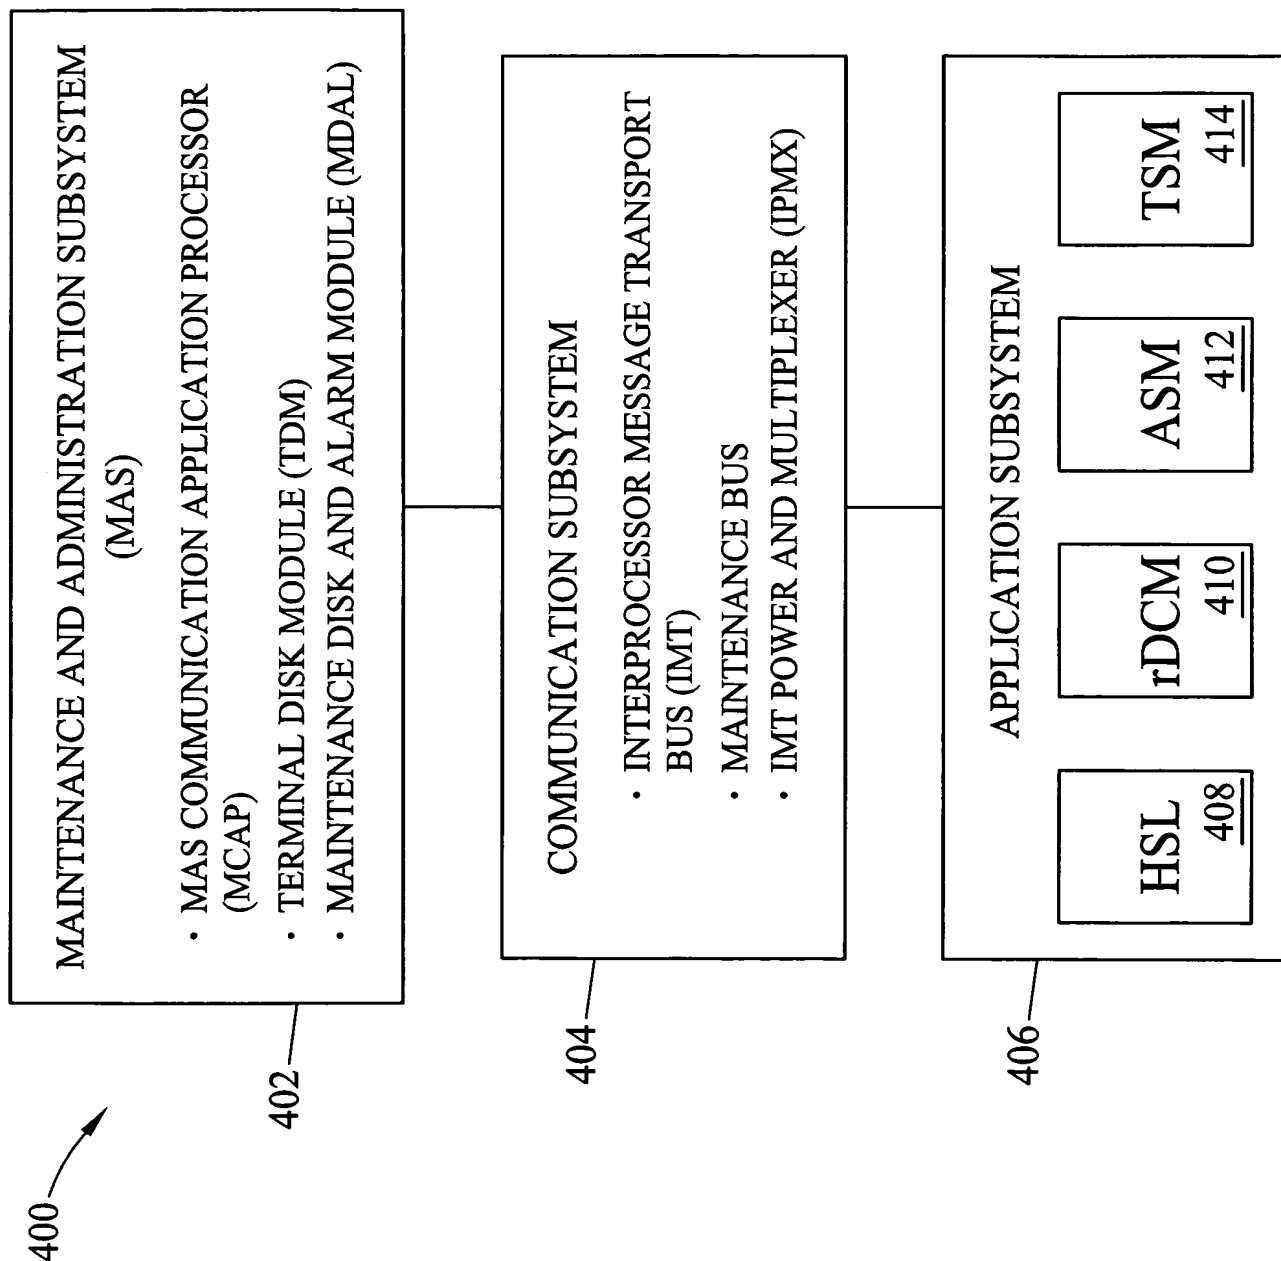 400
MAINTENANCE AND ADMINISTRATION SUBSYSTEM
(MAS)
· MAS COMMUNICATION APPLICATION PROCESSOR
(MCAP)
· TERMINAL DISK MODULE (TDM)
· MAINTENANCE DISK AND ALARM MODULE (MDAL)
402
COMMUNICATION SUBSYSTEM
· INTERPROCESSOR MESSAGE TRANSPORT
BUS (IMT)
· MAINTENANCE BUS
· IMT POWER AND MULTIPLEXER (IPMX)
404
APPLICATION SUBSYSTEM
406
HSL
408
rDCM
410
ASM
412
TSM
414